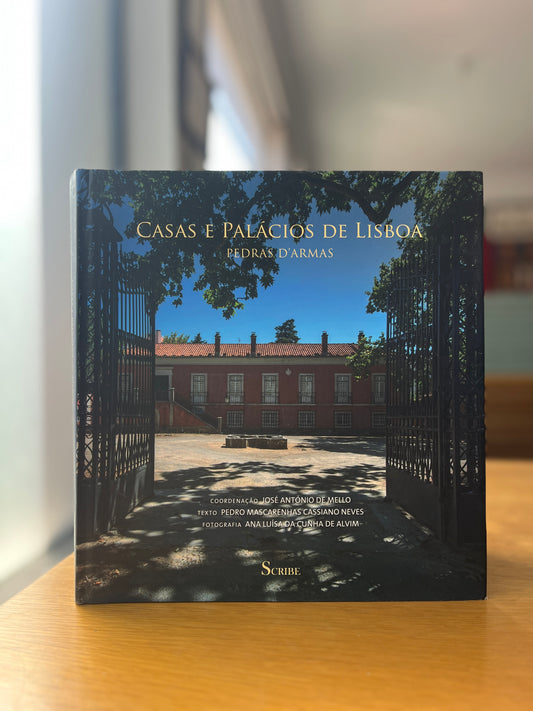 CASAS E PALÁCIOS DE LISBOA
PEDRAS D'ARMAS
COORDENAÇÃO JOSÉ ANTÓNIO DE MELLO
TEXTO PEDRO MASCARENHAS CASSIANO NEVES
FOTOGRAFIA ANA LUÍSA DA CUNHA DE ALVIM
SCRIBE